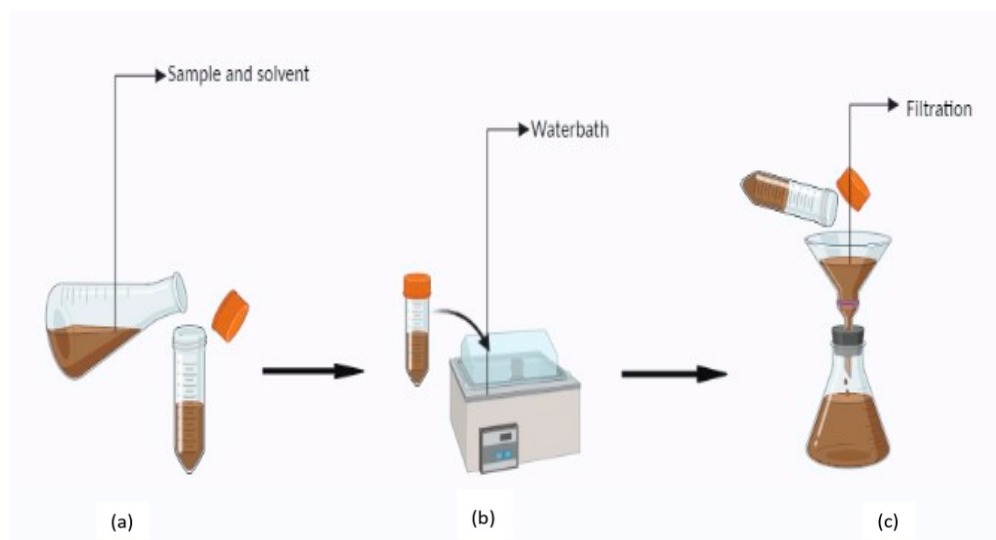 Sample and solvent
Waterbath
Filtration
(a)
(b)
(c)